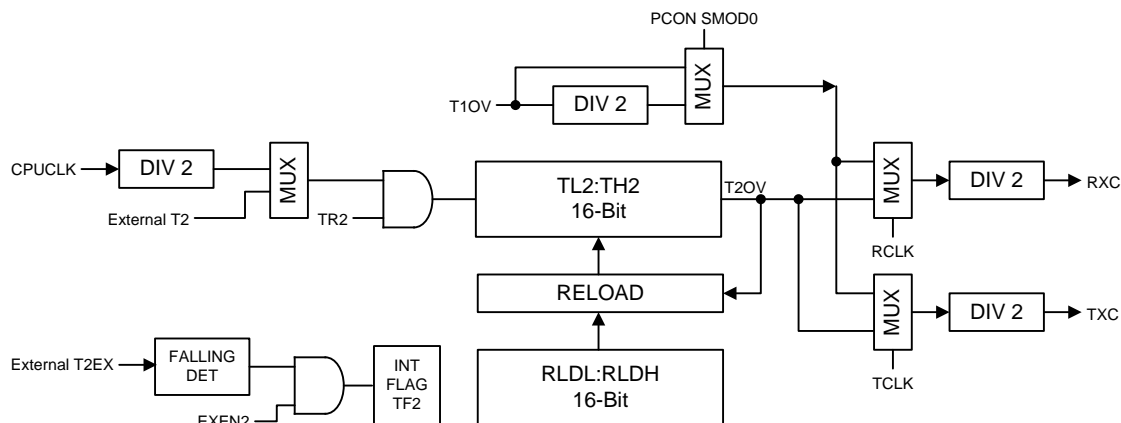 PCON SMOD0
MUX
T1OV
DIV 2
CPUCLK
DIV 2
MUX
External T2
TR2
TL2:TH2
16-Bit
T2OV
MUX
DIV 2
RXC
RCLK
RELOAD
MUX
DIV 2
TXC
TCLK
External T2EX
FALLING
DET
EXEN2
INT
FLAG
TF2
RLDL:RLDH
16-Bit